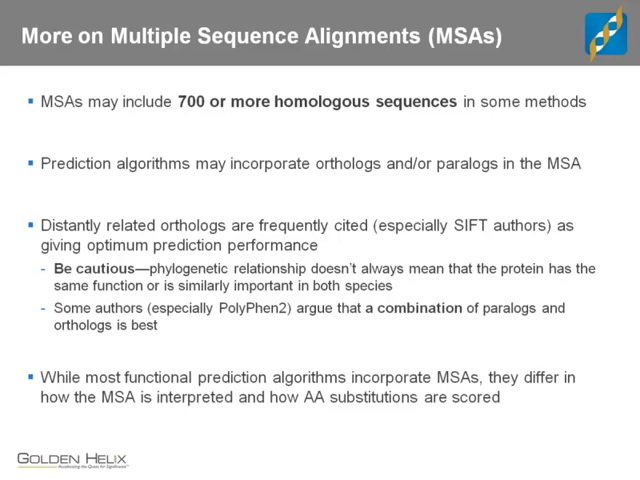 More on Multiple Sequence Alignments (MSAs)
▪ MSAs may include 700 or more homologous sequences in some methods
▪ Prediction algorithms may incorporate orthologs and/or paralogs in the MSA
▪ Distantly related orthologs are frequently cited (especially SIFT authors) as
giving optimum prediction performance
- Be cautious—phylogenetic relationship doesn’t always mean that the protein has the
same function or is similarly important in both species
- Some authors (especially PolyPhen2) argue that a combination of paralogs and
orthologs is best
▪ While most functional prediction algorithms incorporate MSAs, they differ in
how the MSA is interpreted and how AA substitutions are scored
GOLDEN HELIX
Accelerating the Quest for Significance™